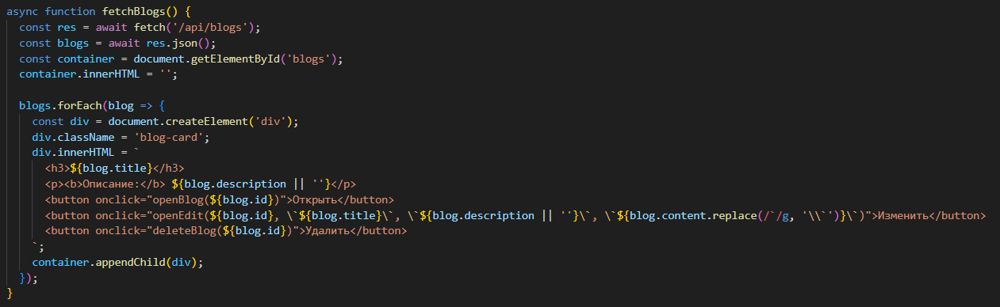 async function fetchBlogs() {
  const res = await fetch('/api/blogs');
  const blogs = await res.json();
  const container = document.getElementById('blogs');
  container.innerHTML = '';

  blogs.forEach(blog => {
    const div = document.createElement('div');
    div.className = 'blog-card';
    div.innerHTML = `
      <h3>${blog.title}</h3>
      <p><b>Описание:</b> ${blog.description || ''}</p>
      <button onclick="openBlog(${blog.id})">Открыть</button>
      <button onclick="openEdit(${blog.id}, \`${blog.title}\`, \`${blog.description || ''}\`, \`${blog.content.replace(/`/g, '\\`')}\`)">Изменить</button>
      <button onclick="deleteBlog(${blog.id})">Удалить</button>
    `;
    container.appendChild(div);
  });
}